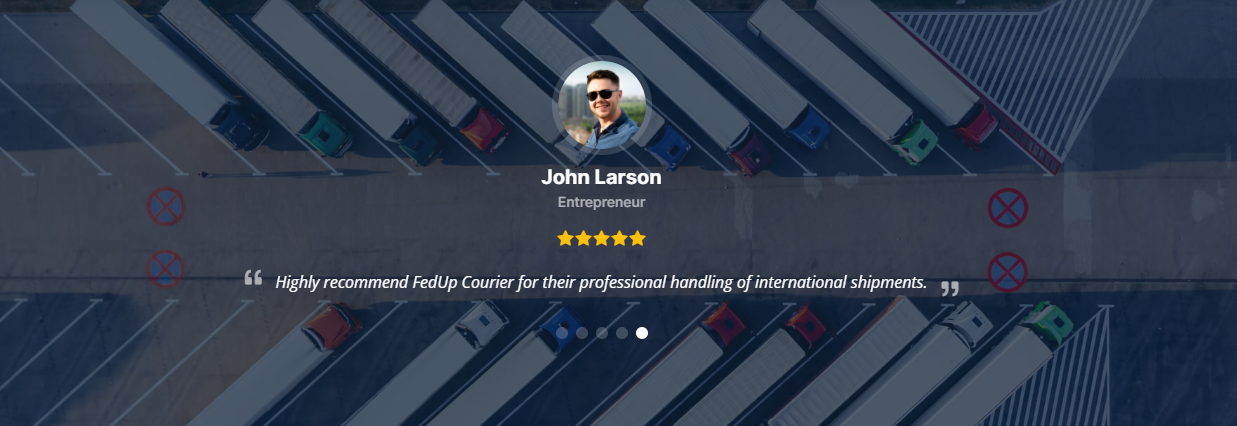 John Larson
Entrepreneur
“ Highly recommend FedUp Courier for their professional handling of international shipments. ”